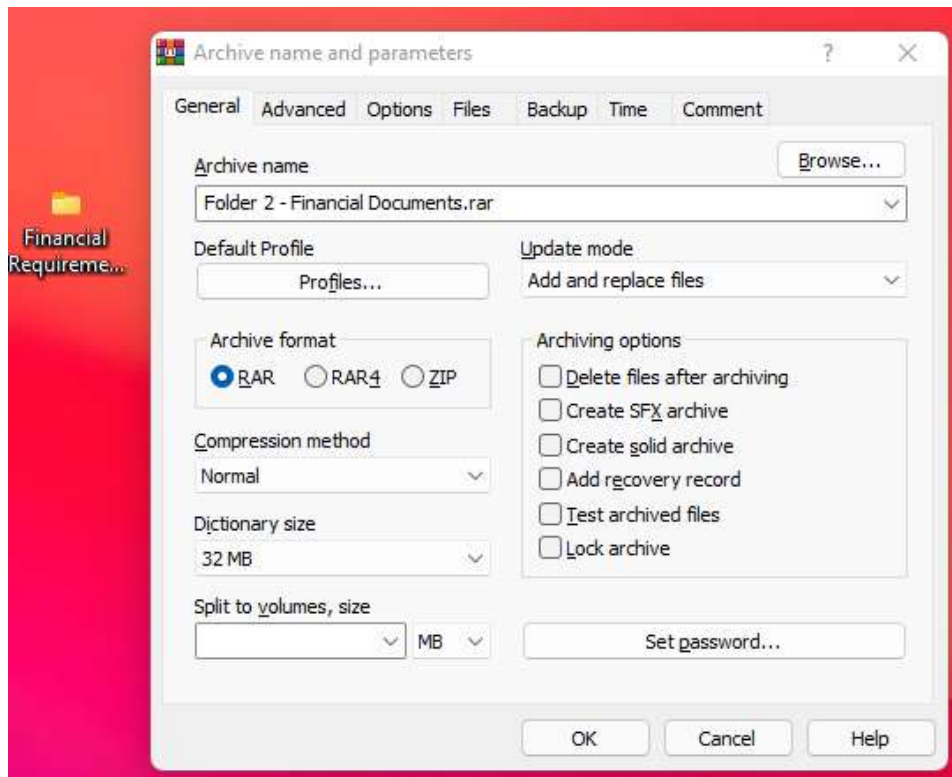 Archive name and parameters
?
General Advanced Options Files Backup Time Comment
Archive name
Browse...
Folder 2 - Financial Documents.rar
Financial
Requireme...
Default Profile
Profiles...
Update mode
Add and replace files
Archive format
RAR RAR4 ZIP
Archiving options
Delete files after archiving
Create SFX archive
Create solid archive
Add recovery record
Test archived files
Lock archive
Compression method
Normal
Dictionary size
32 MB
Split to volumes, size
MB
Set password...
OK Cancel Help